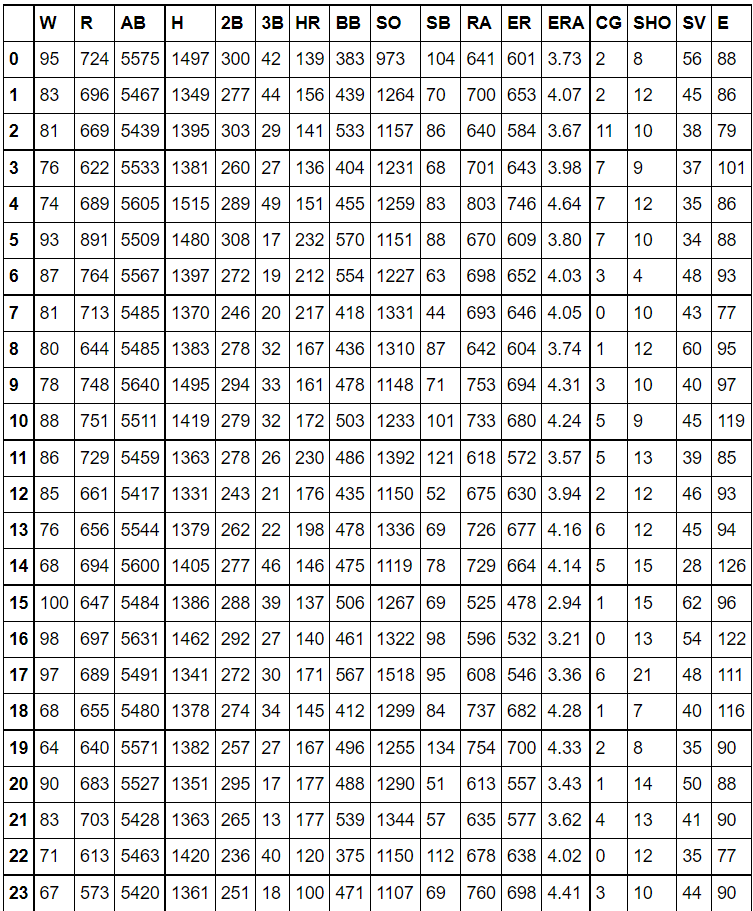 W R AB H 2B 3B HR BB SO SB RA ER ERA CG SHO SV E
0 95 724 5575 1497 300 42 139 383 973 104 641 601 3.73 2 8 56 88
1 83 696 5467 1349 277 44 156 439 1264 70 700 653 4.07 2 12 45 86
2 81 669 5439 1395 303 29 141 533 1157 86 640 584 3.67 11 10 38 79
3 76 622 5533 1381 260 27 136 404 1231 68 701 643 3.98 7 9 37 101
4 74 689 5605 1515 289 49 151 455 1259 83 803 746 4.64 7 12 35 86
5 93 891 5509 1480 308 17 232 570 1151 88 670 609 3.80 7 10 34 88
6 87 764 5567 1397 272 19 212 554 1227 63 698 652 4.03 3 4 48 93
7 81 713 5485 1370 246 20 217 418 1331 44 693 646 4.05 0 10 43 77
8 80 644 5485 1383 278 32 167 436 1310 87 642 604 3.74 1 12 60 95
9 78 748 5640 1495 294 33 161 478 1148 71 753 694 4.31 3 10 40 97
10 88 751 5511 1419 279 32 172 503 1233 101 733 680 4.24 5 9 45 119
11 86 729 5459 1363 278 26 230 486 1392 121 618 572 3.57 5 13 39 85
12 85 661 5417 1331 243 21 176 435 1150 52 675 630 3.94 2 12 46 93
13 76 656 5544 1379 262 22 198 478 1336 69 726 677 4.16 6 12 45 94
14 68 694 5600 1405 277 46 146 475 1119 78 729 664 4.14 5 15 28 126
15 100 647 5484 1386 288 39 137 506 1267 69 525 478 2.94 1 15 62 96
16 98 697 5631 1462 292 27 140 461 1322 98 596 532 3.21 0 13 54 122
17 97 689 5491 1341 272 30 171 567 1518 95 608 546 3.36 6 21 48 111
18 68 655 5480 1378 274 34 145 412 1299 84 737 682 4.28 1 7 40 116
19 64 640 5571 1382 257 27 167 496 1255 134 754 700 4.33 2 8 35 90
20 90 683 5527 1351 295 17 177 488 1290 51 613 557 3.43 1 14 50 88
21 83 703 5428 1363 265 13 177 539 1344 57 635 577 3.62 4 13 41 90
22 71 613 5463 1420 236 40 120 375 1150 112 678 638 4.02 0 12 35 77
23 67 573 5420 1361 251 18 100 471 1107 69 760 698 4.41 3 10 44 90